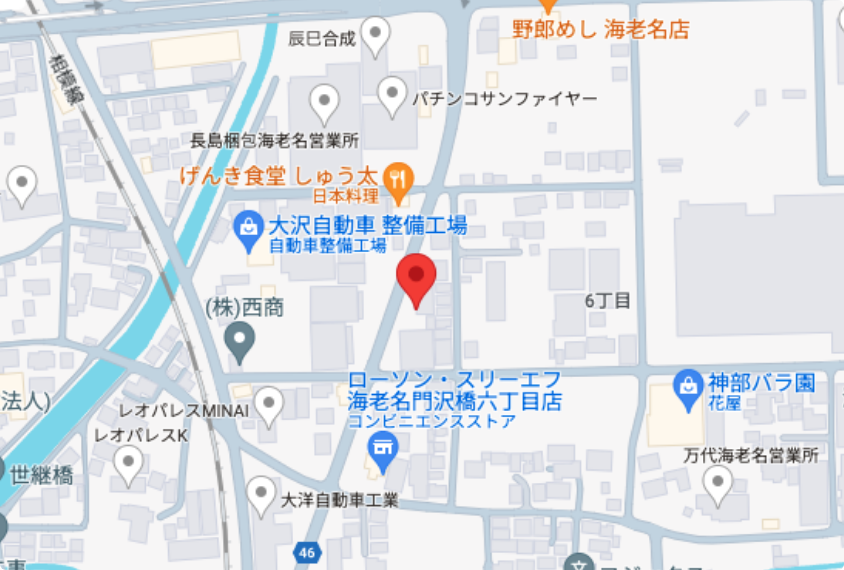 野郎めし 海老名店
辰巳合成
相模線
パチンコサンファイヤー
長島梱包海老名営業所
げんき食堂 しゅう太
日本料理
大沢自動車 整備工場
自動車整備工場
6丁目
(株)西商
ローソン・スリーエフ
海老名門沢橋六丁目店
コンビニエンスストア
神部バラ園
花屋
法人)
レオパレスMINAI
レオパレスK
万代海老名営業所
世継橋
大洋自動車工業
46